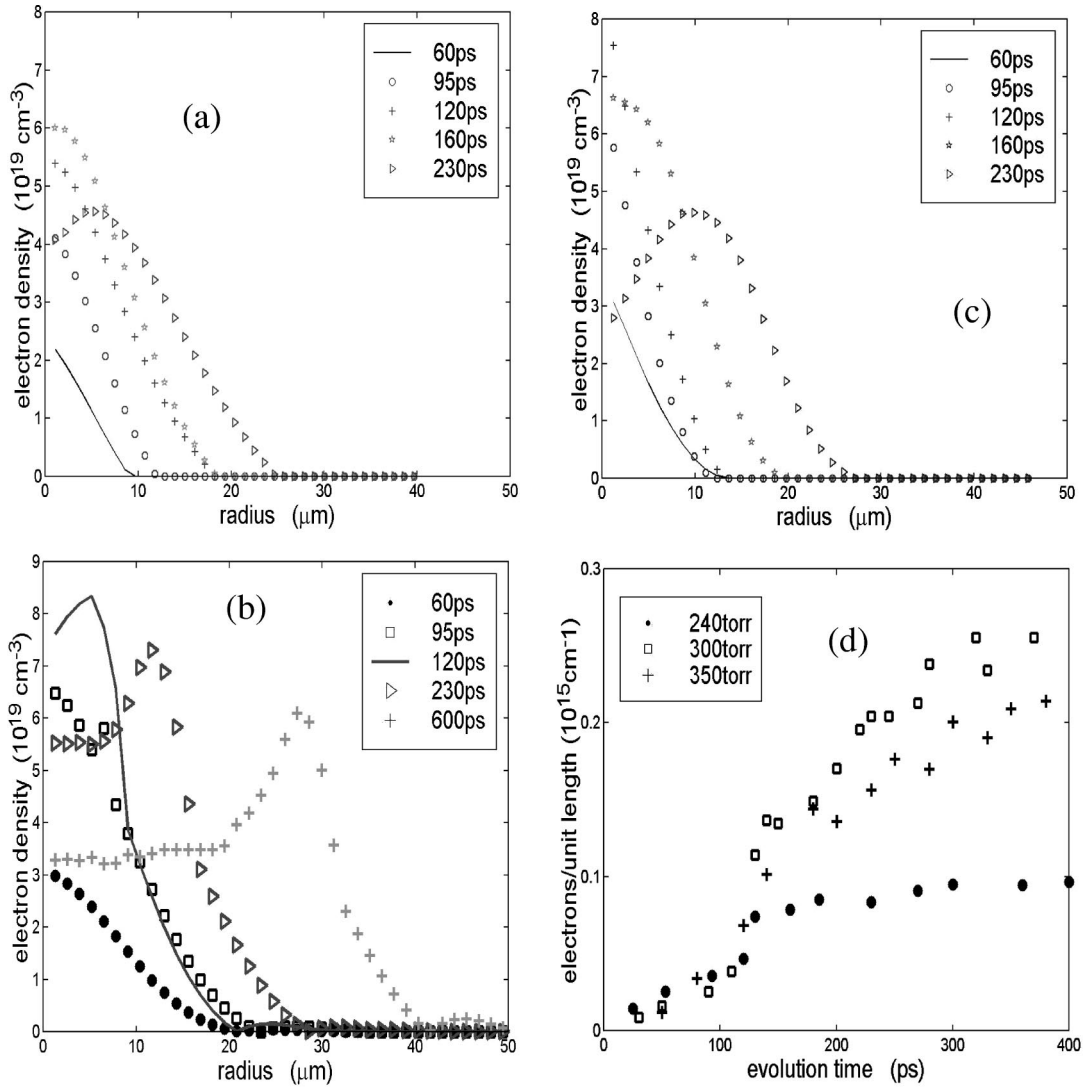 (a)
60ps
95ps
120ps
160ps
230ps
electron density (10^19 cm^-3)
8
7
6
5
4
3
2
1
0
0 10 20 30 40 50
radius (μm)
(c)
60ps
95ps
120ps
160ps
230ps
electron density (10^19 cm^-3)
8
7
6
5
4
3
2
1
0
0 10 20 30 40 50
radius (μm)
(b)
60ps
95ps
120ps
230ps
600ps
electron density (10^19 cm^-3)
9
8
7
6
5
4
3
2
1
0
0 10 20 30 40 50
radius (μm)
(d)
240torr
300torr
350torr
electrons/unit length (10^15cm-1)
0.3
0.2
0.1
0
0 100 200 300 400
evolution time (ps)